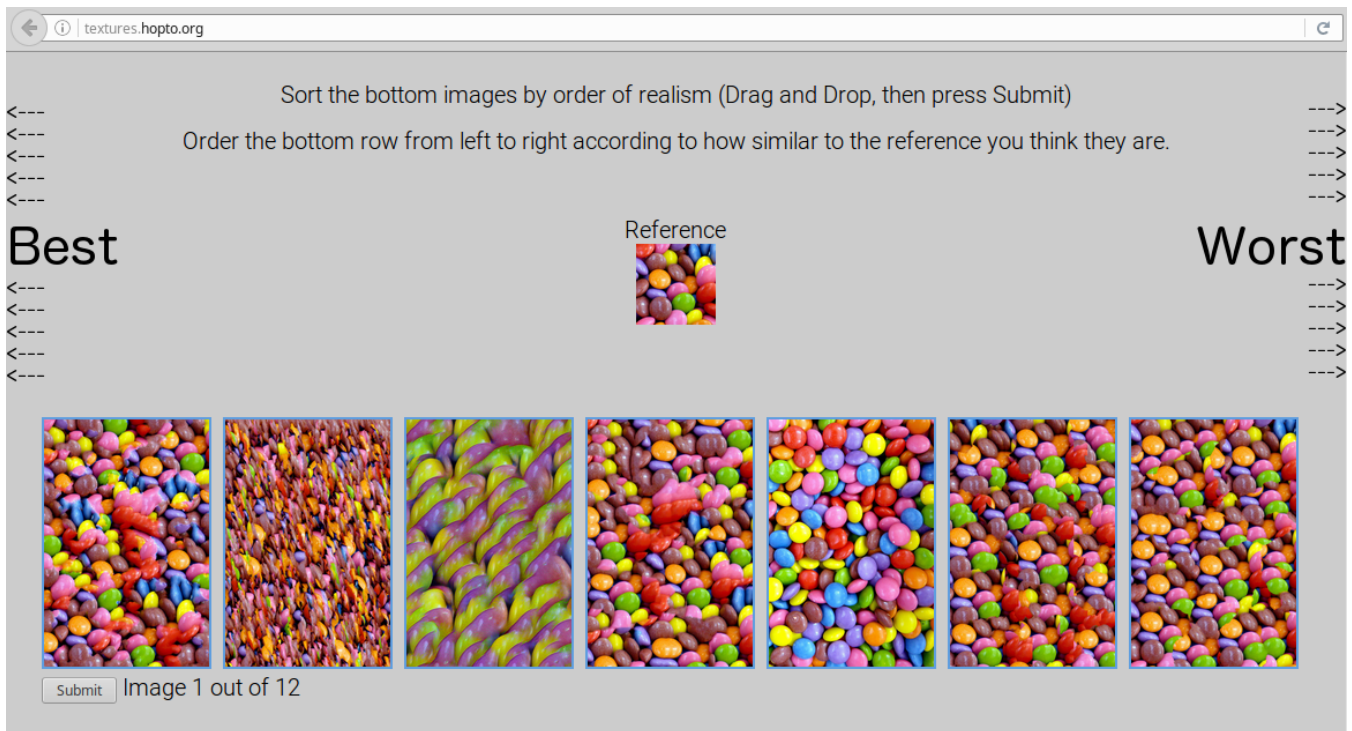 textures.hopto.org
Sort the bottom images by order of realism (Drag and Drop, then press Submit)
Order the bottom row from left to right according to how similar to the reference you think they are.
<--- --->
<--- --->
<--- --->
<--- --->
<--- --->
Reference
Best Worst
<--- --->
<--- --->
<--- --->
<--- --->
<--- --->
Submit Image 1 out of 12